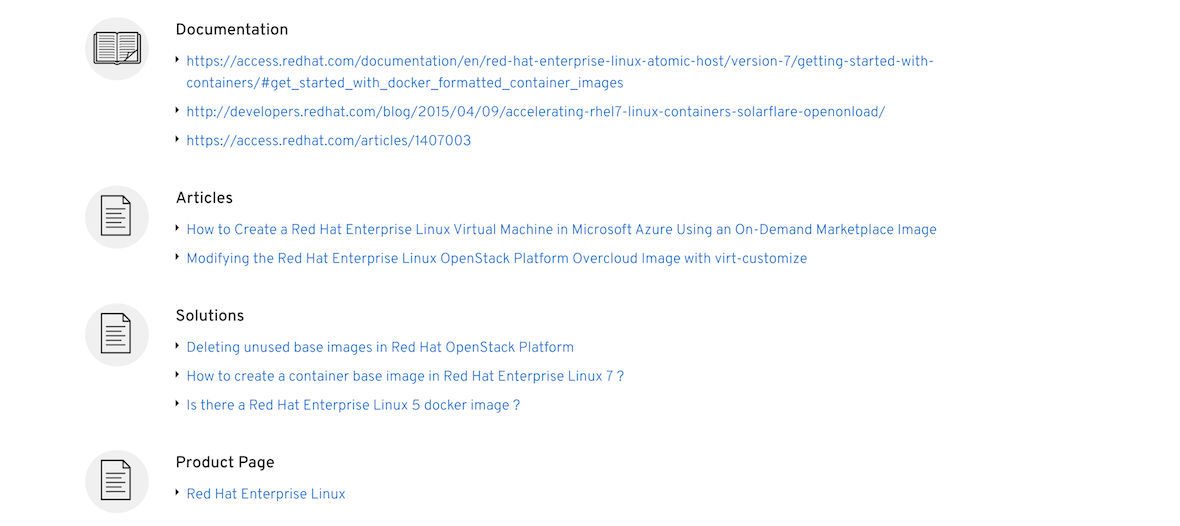 Documentation
https://access.redhat.com/documentation/en/red-hat-enterprise-linux-atomic-host/version-7/getting-started-with-
containers/#get_started_with_docker_formatted_container_images
http://developers.redhat.com/blog/2015/04/09/accelerating-rhel7-linux-containers-solarflare-openonload/
https://access.redhat.com/articles/1407003
Articles
How to Create a Red Hat Enterprise Linux Virtual Machine in Microsoft Azure Using an On-Demand Marketplace Image
Modifying the Red Hat Enterprise Linux OpenStack Platform Overcloud Image with virt-customize
Solutions
Deleting unused base images in Red Hat OpenStack Platform
How to create a container base image in Red Hat Enterprise Linux 7 ?
Is there a Red Hat Enterprise Linux 5 docker image ?
Product Page
Red Hat Enterprise Linux